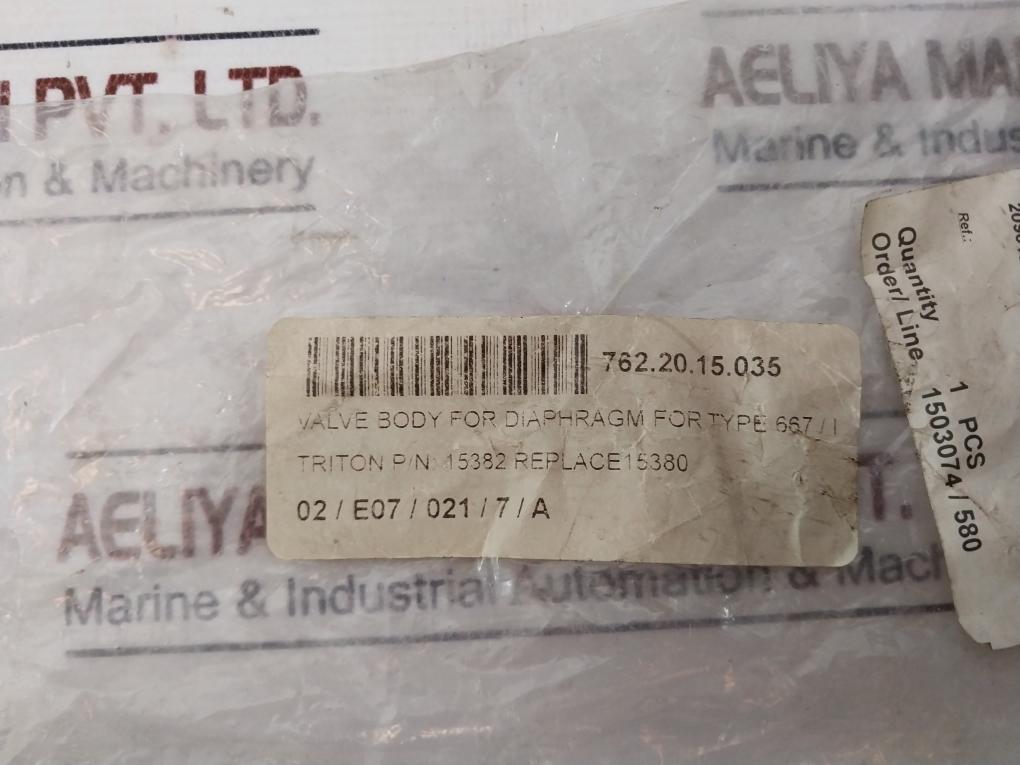 PVT. LTD.
& Machinery
AELIYA
Marine & Indus
762.20.15.035
VALVE BODY FOR DIAPHRAGM FOR TYPE 667 / I
TRITON P/N: 15382 REPLACE15380
02 / E07 / 021 / 7 / A
Ref.:
Quantity 1 PCS
Order/ Line 1503074 / 580
AELIYA T.
Marine & Industrial Automation & Mach